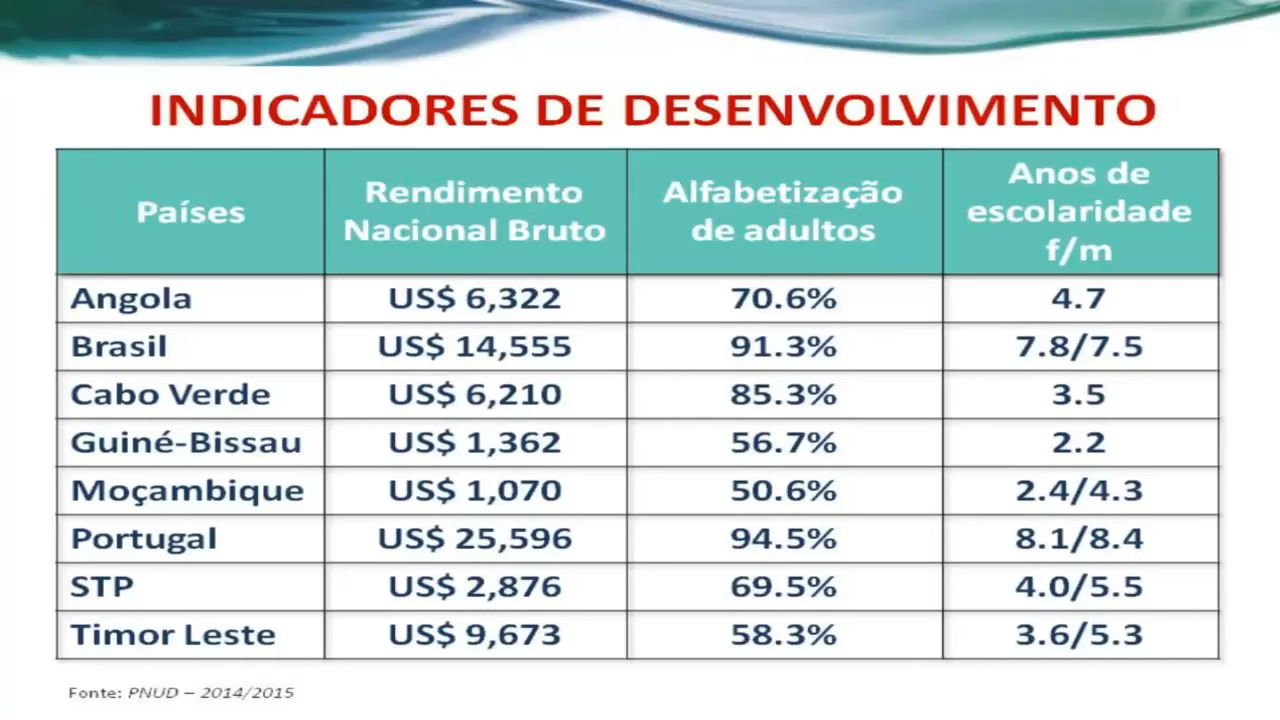 INDICADORES DE DESENVOLVIMENTO
Países
Rendimento
Nacional Bruto
Alfabetização
de adultos
Anos de
escolaridade
f/m
Angola US$ 6,322 70.6% 4.7
Brasil US$ 14,555 91.3% 7.8/7.5
Cabo Verde US$ 6,210 85.3% 3.5
Guiné-Bissau US$ 1,362 56.7% 2.2
Moçambique US$ 1,070 50.6% 2.4/4.3
Portugal US$ 25,596 94.5% 8.1/8.4
STP US$ 2,876 69.5% 4.0/5.5
Timor Leste US$ 9,673 58.3% 3.6/5.3
Fonte: PNUD – 2014/2015